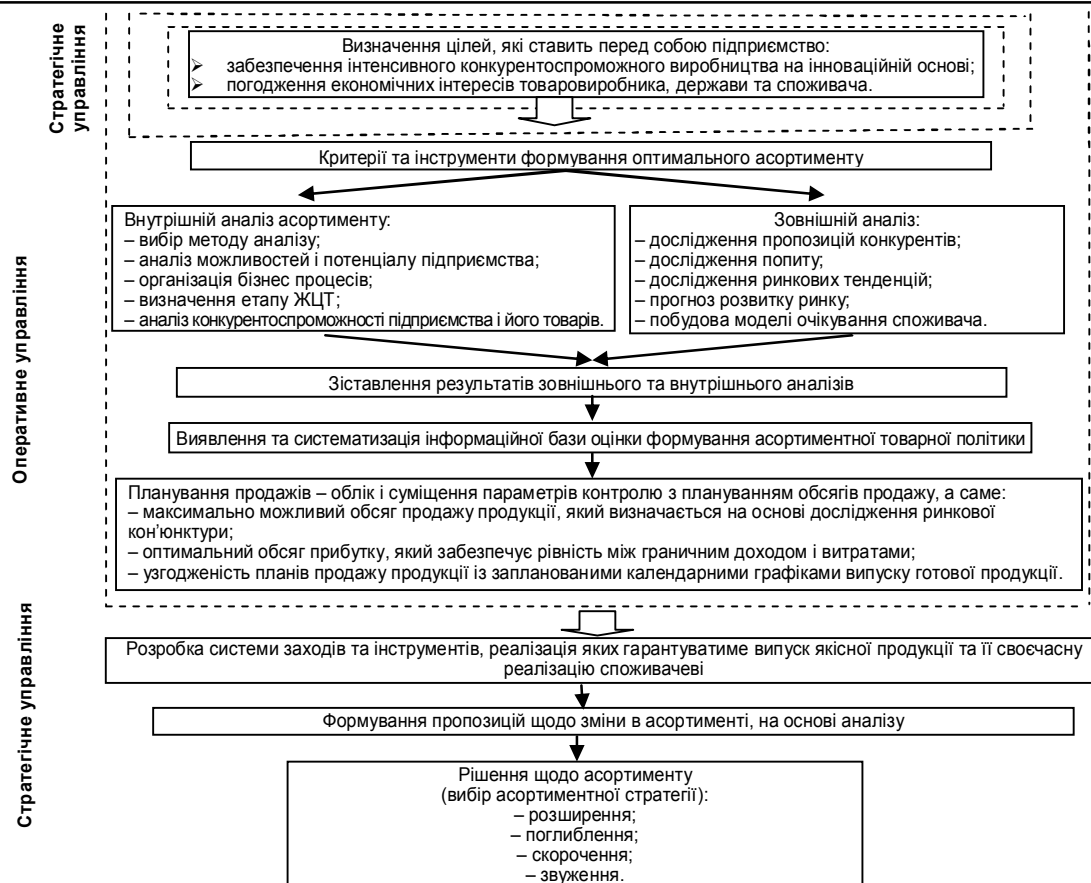 Стратегічне
управління
Визначення цілей, які ставить перед собою підприємство:
➢ забезпечення інтенсивного конкурентоспроможного виробництва на інноваційній основі;
➢ погодження економічних інтересів товаровиробника, держави та споживача.
Критерії та інструменти формування оптимального асортименту
Оперативне управління
Внутрішній аналіз асортименту:
– вибір методу аналізу;
– аналіз можливостей і потенціалу підприємства;
– організація бізнес процесів;
– визначення етапу ЖЦТ;
– аналіз конкурентоспроможності підприємства і його товарів.
Зовнішній аналіз:
– дослідження пропозицій конкурентів;
– дослідження попиту;
– дослідження ринкових тенденцій;
– прогноз розвитку ринку;
– побудова моделі очікування споживача.
Зіставлення результатів зовнішнього та внутрішнього аналізів
Виявлення та систематизація інформаційної бази оцінки формування асортиментної товарної політики
Планування продажів – облік і суміщення параметрів контролю з плануванням обсягів продажу, а саме:
– максимально можливий обсяг продажу продукції, який визначається на основі дослідження ринкової
кон’юнктури;
– оптимальний обсяг прибутку, який забезпечує рівність між граничним доходом і витратами;
– узгодженість планів продажу продукції із запланованими календарними графіками випуску готової продукції.
Стратегічне управління
Розробка системи заходів та інструментів, реалізація яких гарантуватиме випуск якісної продукції та її своєчасну
реалізацію споживачеві
Формування пропозицій щодо зміни в асортименті, на основі аналізу
Рішення щодо асортименту
(вибір асортиментної стратегії):
– розширення;
– поглиблення;
– скорочення;
– звуження.